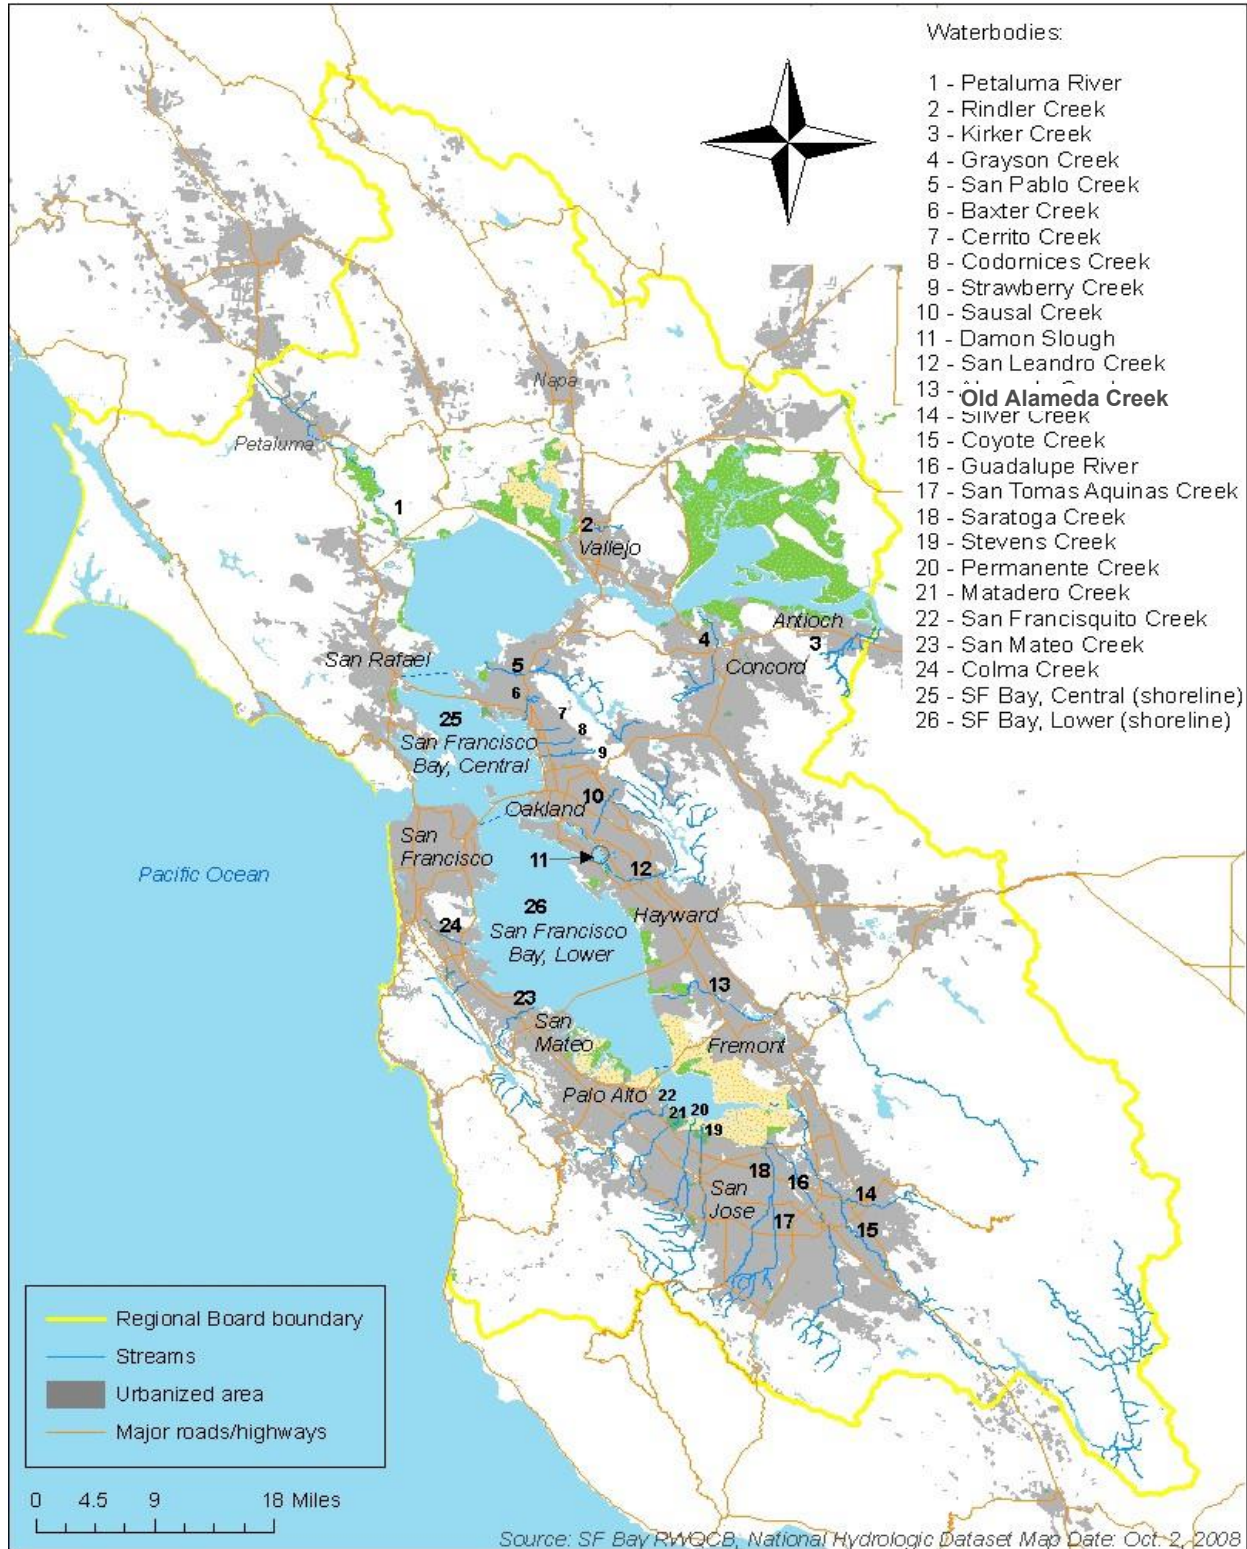 Waterbodies:
1 - Petaluma River
2 - Rindler Creek
3 - Kirker Creek
4 - Grayson Creek
5 - San Pablo Creek
6 - Baxter Creek
7 - Cerrito Creek
8 - Codornices Creek
9 - Strawberry Creek
10 - Sausal Creek
11 - Damon Slough
12 - San Leandro Creek
13 -
Old Alameda Creek
14 - Silver Creek
15 - Coyote Creek
16 - Guadalupe River
17 - San Tomas Aquinas Creek
18 - Saratoga Creek
19 - Stevens Creek
20 - Permanente Creek
21 - Matadero Creek
22 - San Francisquito Creek
23 - San Mateo Creek
24 - Colma Creek
25 - SF Bay, Central (shoreline)
26 - SF Bay, Lower (shoreline)
Napa
Petaluma
1
2
Vallejo
Antioch
4
3
San Rafael
5
Concord
6
7
25
8
San Francisco
Bay, Central
9
10
Oakland
San
Francisco
11
12
Pacific Ocean
26
Hayward
24
San Francisco
Bay, Lower
13
23
San
Mateo
Fremont
Palo Alto
22
21
20
19
18
16
14
San
Jose
17
15
Regional Board boundary
Streams
Urbanized area
Major roads/highways
0 4.5 9 18 Miles
Source: SF Bay RWQCB, National Hydrologic Dataset Map Date: Oct. 2, 2008